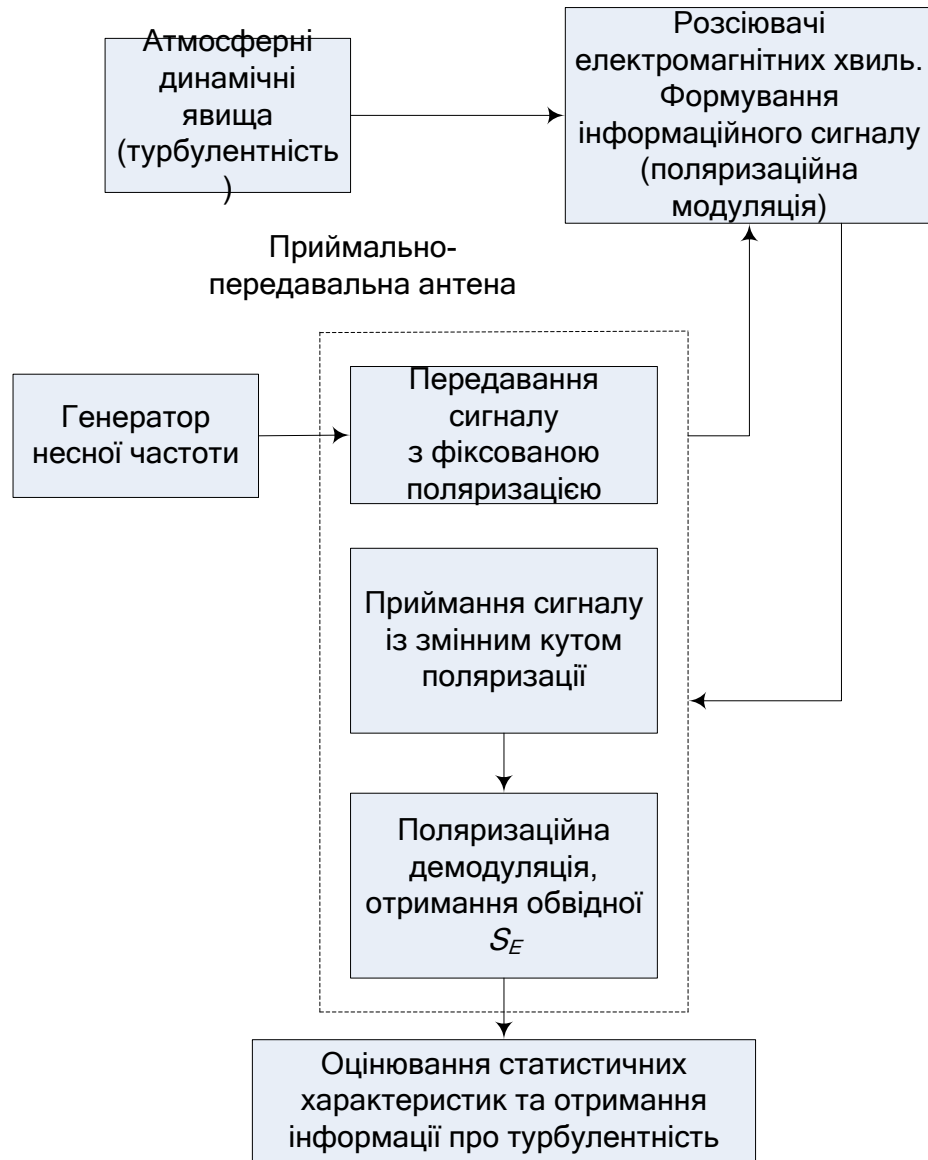 Атмосферні
динамічні
явища
(турбулентність
)
Розсіювачі
електромагнітних хвиль.
Формування
інформаційного сигналу
(поляризаційна
модуляція)
Приймально-
передавальна антена
Генератор
несної частоти
Передавання
сигналу
з фіксованою
поляризацією
Приймання сигналу
із змінним кутом
поляризації
Поляризаційна
демодуляція,
отримання обвідної
S_E
Оцінювання статистичних
характеристик та отримання
інформації про турбулентність